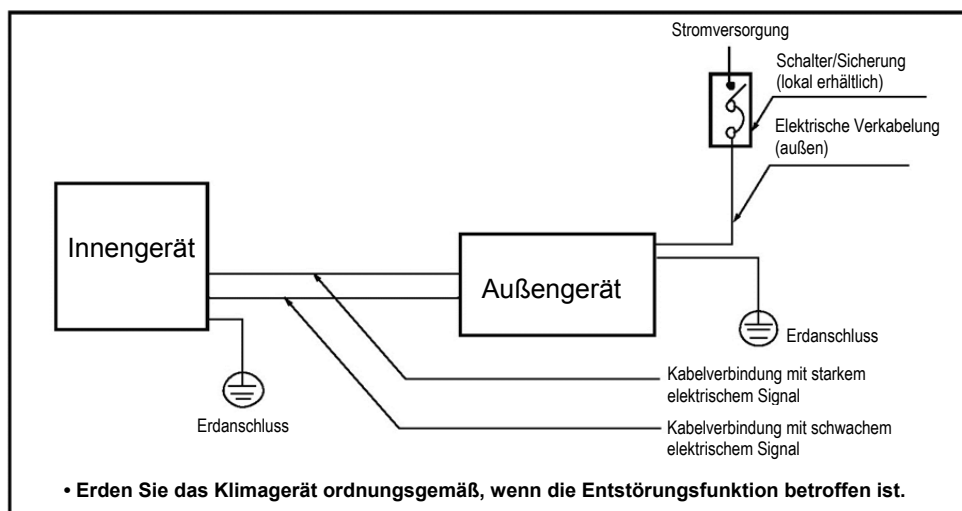 Stromversorgung
Schalter/Sicherung
(lokal erhältlich)
Elektrische Verkabelung
(außen)
Innengerät
Außengerät
Erdanschluss
Kabelverbindung mit starkem
elektrischem Signal
Erdanschluss
Kabelverbindung mit schwachem
elektrischem Signal
• Erden Sie das Klimagerät ordnungsgemäß, wenn die Entstörungsfunktion betroffen ist.